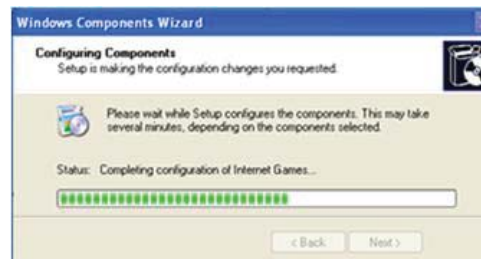 Windows Components Wizard
Configuring Components
Setup is making the configuration changes you requested.
Please wait while Setup configures the components. This may take
several minutes, depending on the components selected.
Status: Completing configuration of Internet Games...
< Back Next >